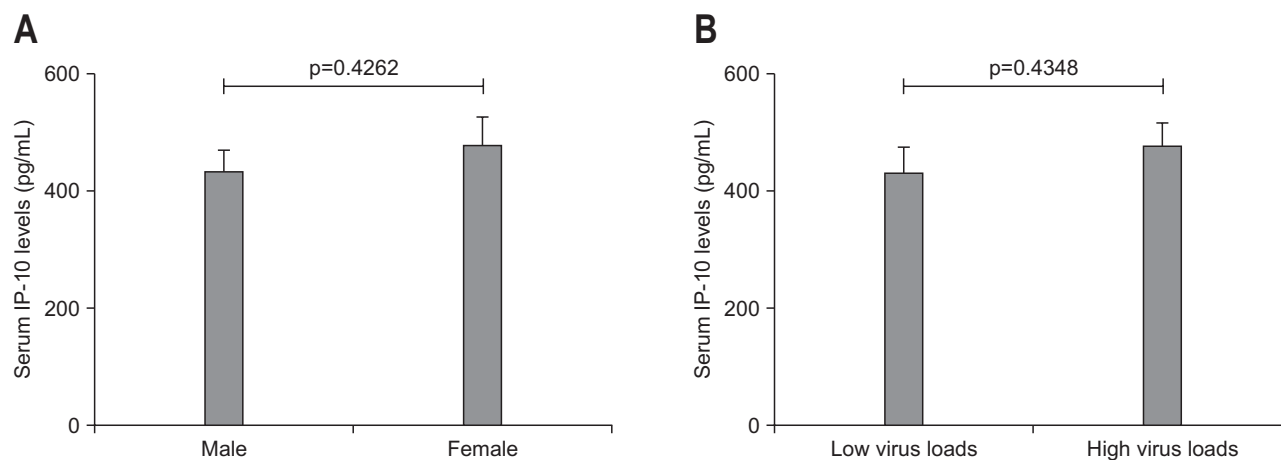 A
p=0.4262
Serum IP-10 levels (pg/mL)
600
400
200
0
Male
Female
B
p=0.4348
Serum IP-10 levels (pg/mL)
600
400
200
0
Low virus loads
High virus loads